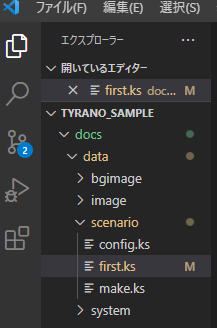 ファイル(F) 編集(E) 選択(S)
エクスプローラー ...
開いているエディター
first.ks doc... M
TYRANO_SAMPLE
docs
data
bgimage
image
scenario
config.ks
first.ks M
make.ks
system
2